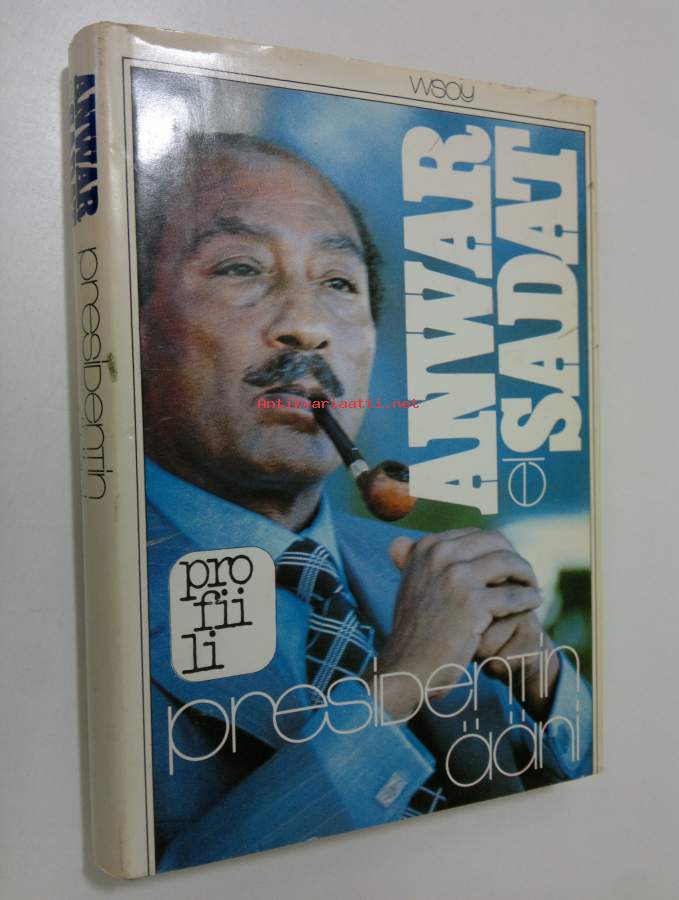 wsoy
ANWAR
el SADAT
Antikvariaatti.net
pro
fii
li
presidentin
ääni
ANWAR
presidentin